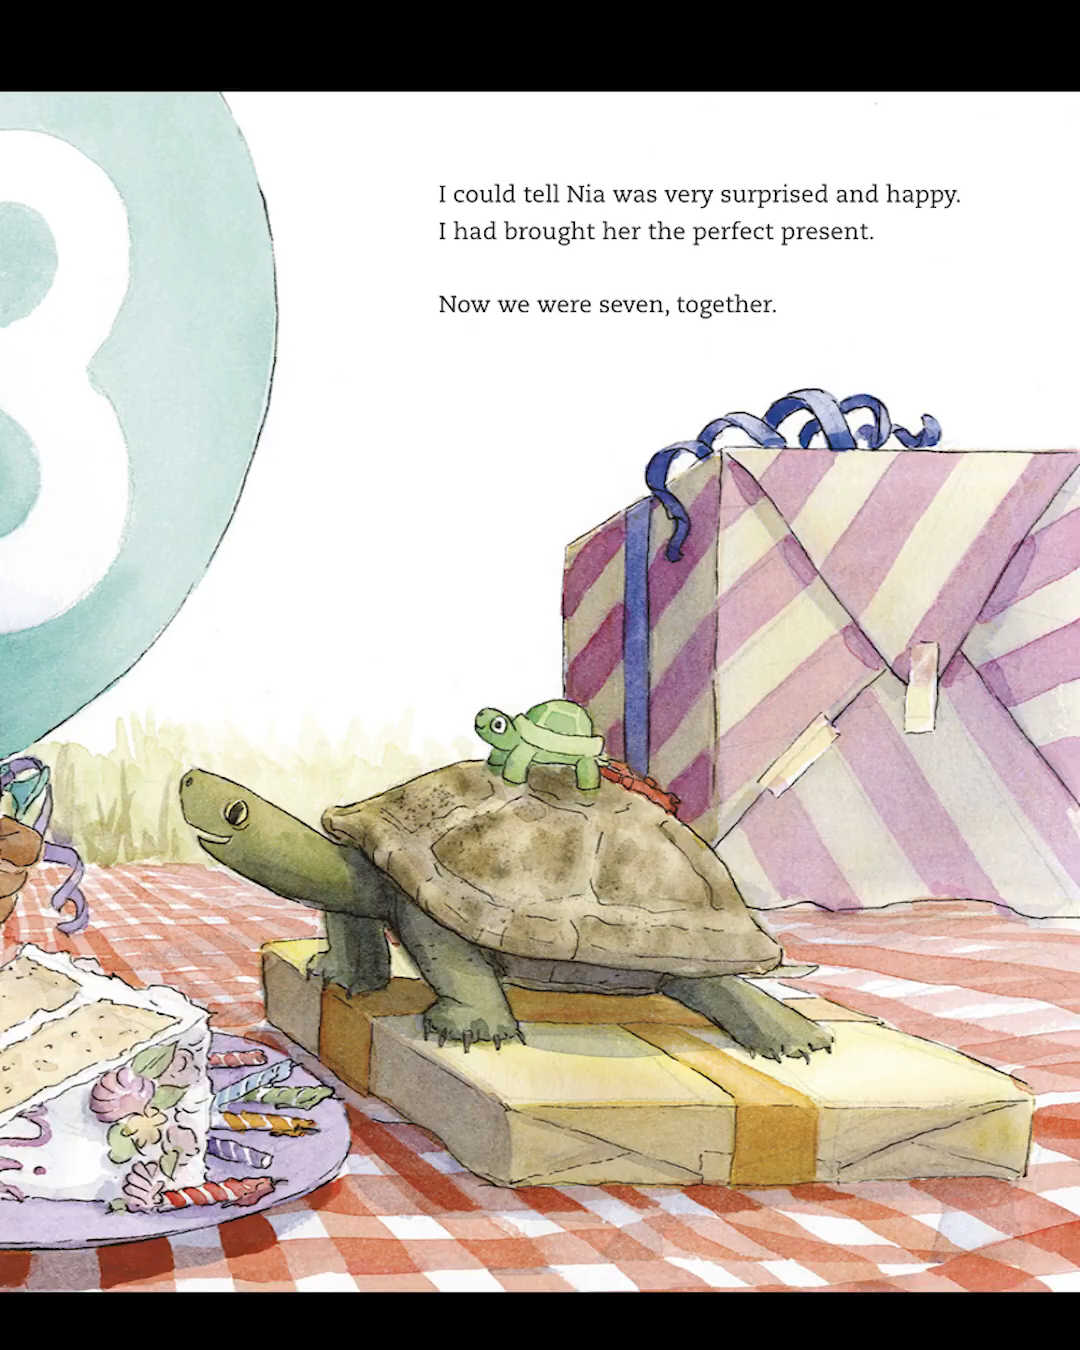 I could tell Nia was very surprised and happy.
I had brought her the perfect present.
Now we were seven, together.
8